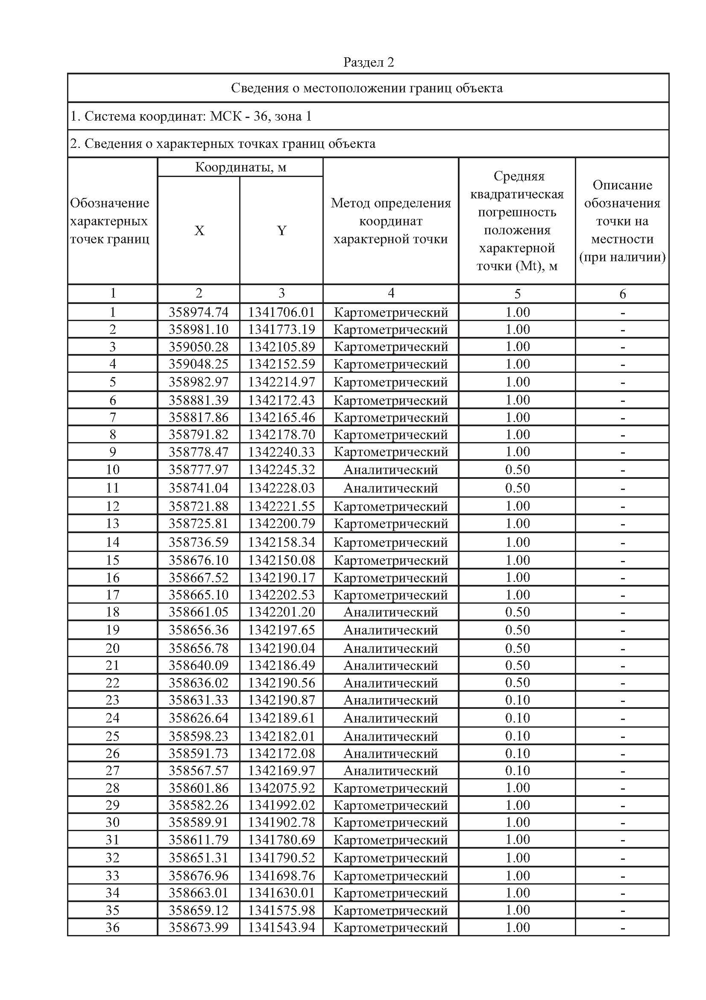 Раздел 2
Сведения о местоположении границ объекта
1. Система координат: МСК - 36, зона 1
2. Сведения о характерных точках границ объекта
Обозначение
характерных
точек границ
Координаты, м
X Y
Метод определения
координат
характерной точки
Средняя
квадратическая
погрешность
положения
характерной
точки (Mt), м
Описание
обозначения
точки на
местности
(при наличии)
1 2 3 4 5 6
1 358974.74 1341706.01 Картометрический 1.00 -
2 358981.10 1341773.19 Картометрический 1.00 -
3 359050.28 1342105.89 Картометрический 1.00 -
4 359048.25 1342152.59 Картометрический 1.00 -
5 358982.97 1342214.97 Картометрический 1.00 -
6 358881.39 1342172.43 Картометрический 1.00 -
7 358817.86 1342165.46 Картометрический 1.00 -
8 358791.82 1342178.70 Картометрический 1.00 -
9 358778.47 1342240.33 Картометрический 1.00 -
10 358777.97 1342245.32 Аналитический 0.50 -
11 358741.04 1342228.03 Аналитический 0.50 -
12 358721.88 1342221.55 Картометрический 1.00 -
13 358725.81 1342200.79 Картометрический 1.00 -
14 358736.59 1342158.34 Картометрический 1.00 -
15 358676.10 1342150.08 Картометрический 1.00 -
16 358667.52 1342190.17 Картометрический 1.00 -
17 358665.10 1342202.53 Картометрический 1.00 -
18 358661.05 1342201.20 Аналитический 0.50 -
19 358656.36 1342197.65 Аналитический 0.50 -
20 358656.78 1342190.04 Аналитический 0.50 -
21 358640.09 1342186.49 Аналитический 0.50 -
22 358636.02 1342190.56 Аналитический 0.50 -
23 358631.33 1342190.87 Аналитический 0.10 -
24 358626.64 1342189.61 Аналитический 0.10 -
25 358598.23 1342182.01 Аналитический 0.10 -
26 358591.73 1342172.08 Аналитический 0.10 -
27 358567.57 1342169.97 Аналитический 0.10 -
28 358601.86 1342075.92 Картометрический 1.00 -
29 358582.26 1341992.02 Картометрический 1.00 -
30 358589.91 1341902.78 Картометрический 1.00 -
31 358611.79 1341780.69 Картометрический 1.00 -
32 358651.31 1341790.52 Картометрический 1.00 -
33 358676.96 1341698.76 Картометрический 1.00 -
34 358663.01 1341630.01 Картометрический 1.00 -
35 358659.12 1341575.98 Картометрический 1.00 -
36 358673.99 1341543.94 Картометрический 1.00 -